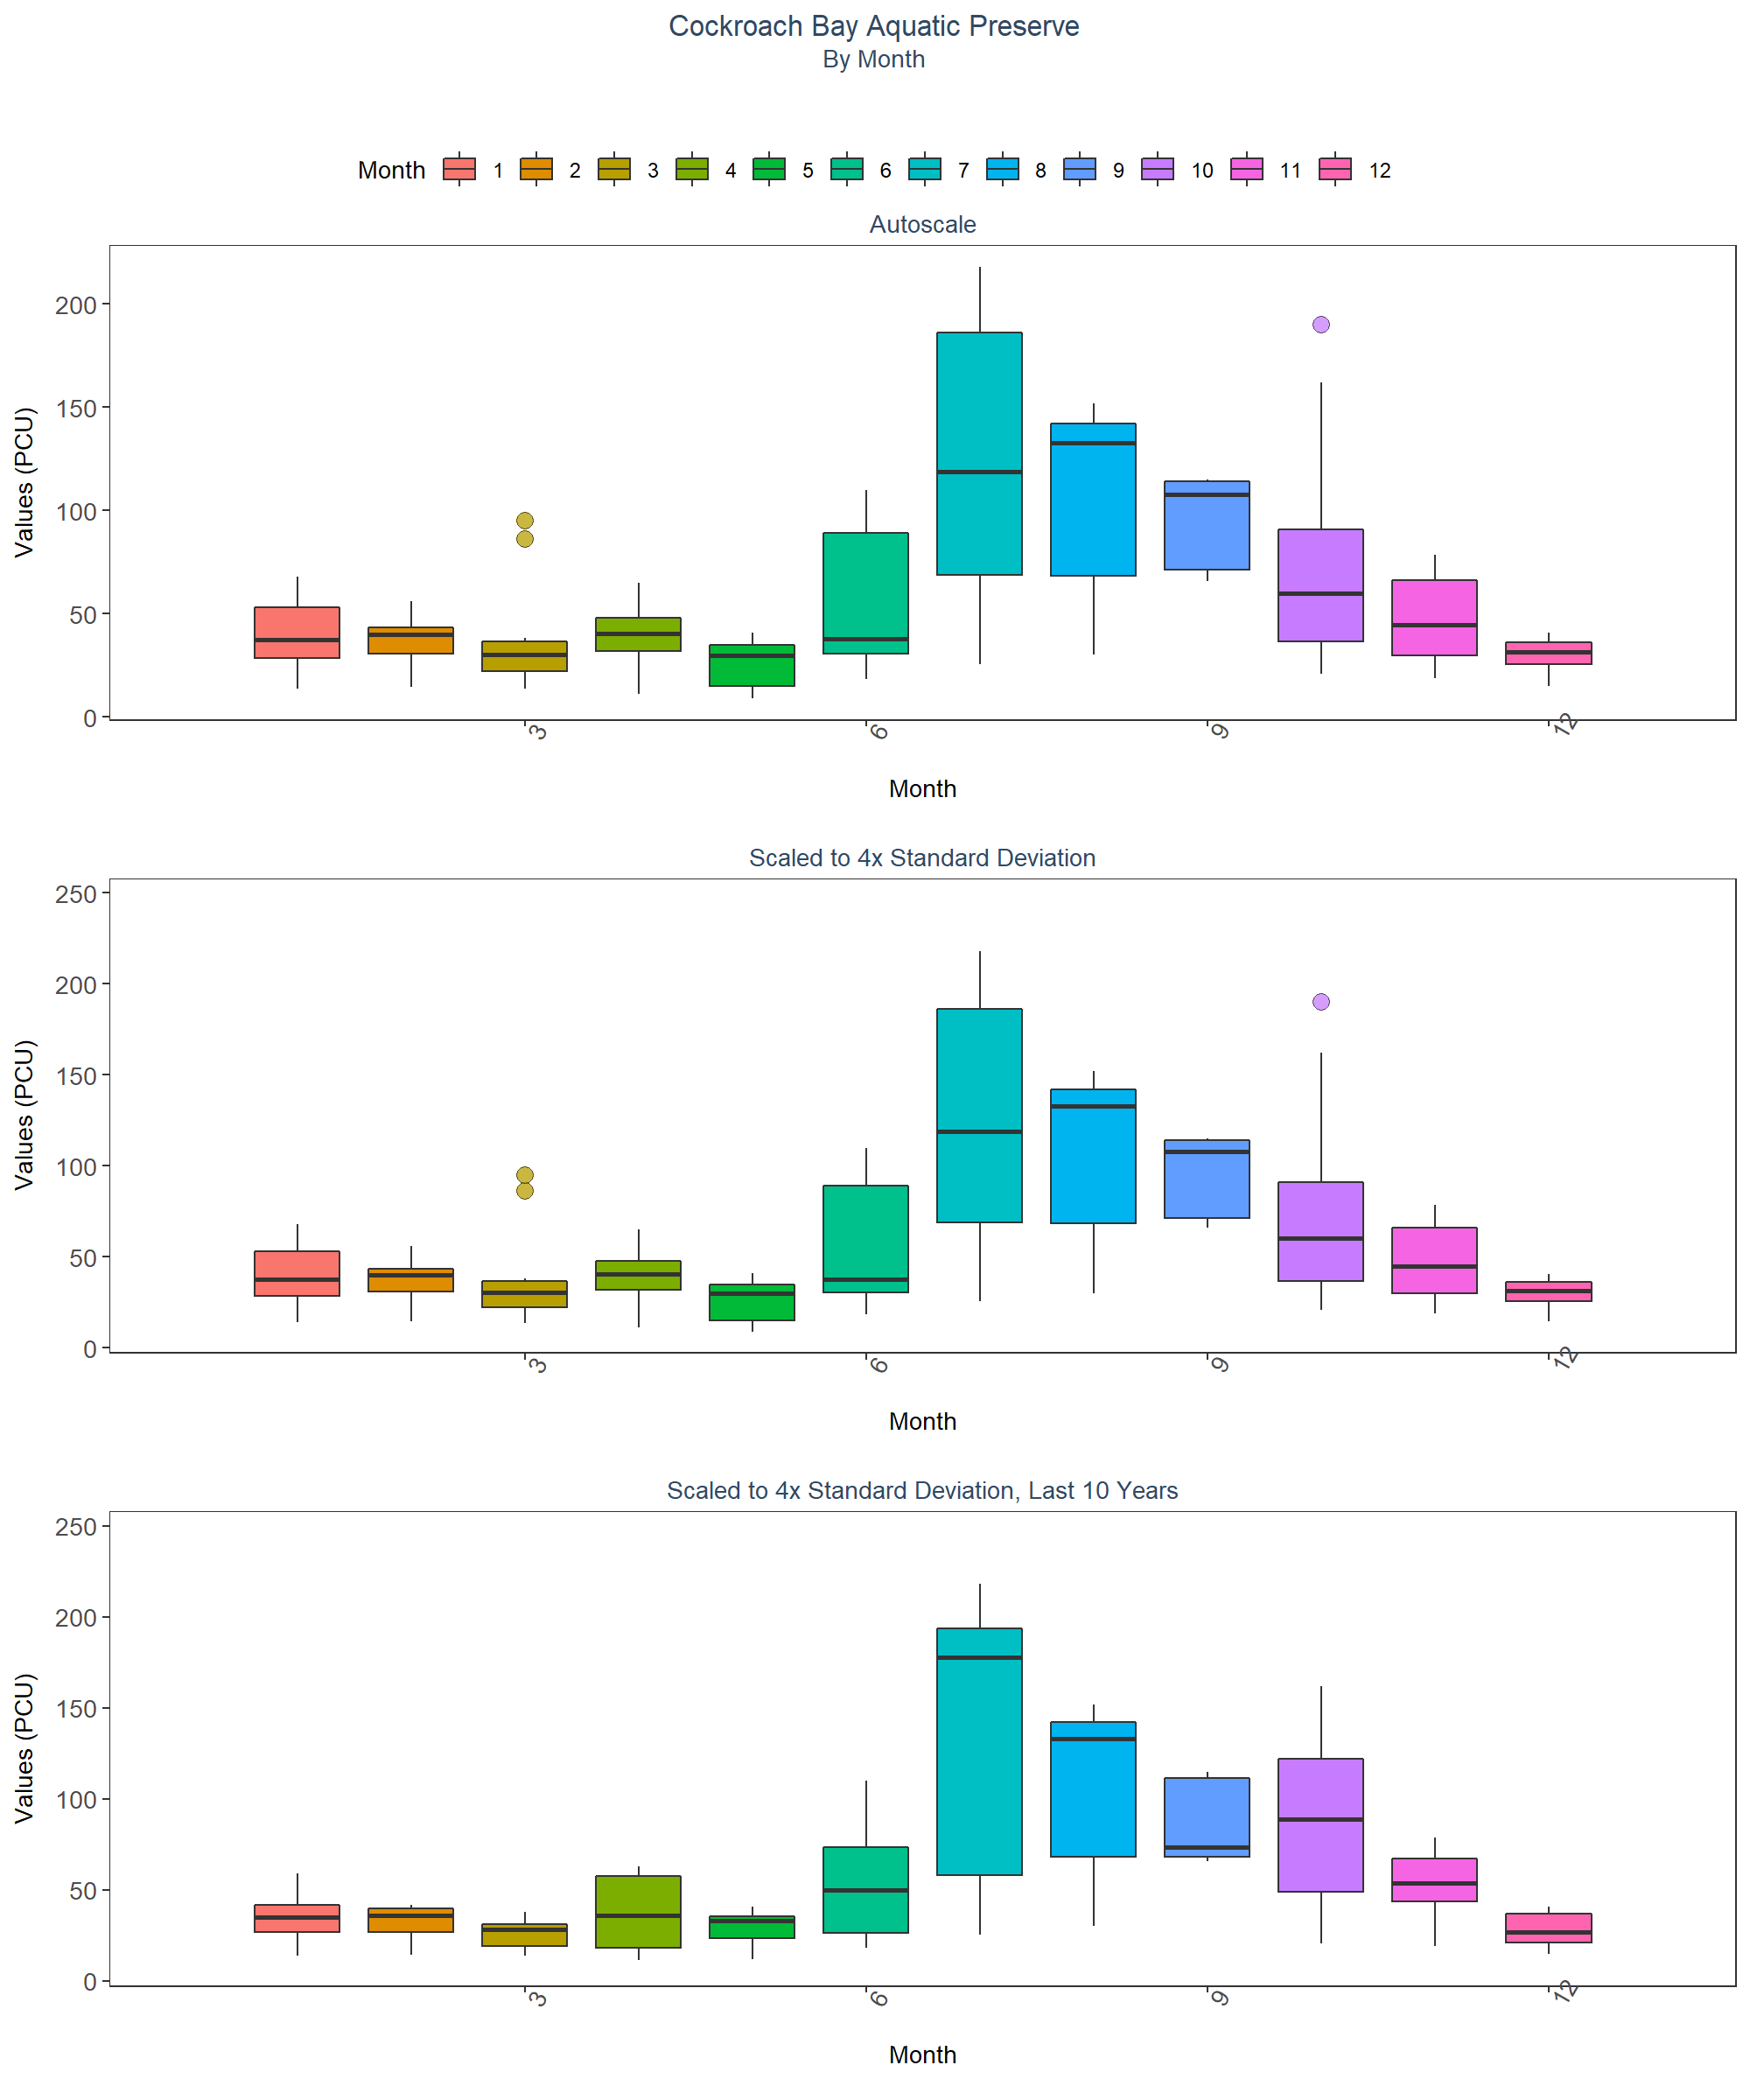 Cockroach Bay Aquatic Preserve
By Month
Month 1 2 3 4 5 6 7 8 9 10 11 12
Autoscale
Values (PCU)
200
150
100
50
0
3 6 9 12
Month
Scaled to 4x Standard Deviation
Values (PCU)
250
200
150
100
50
0
3 6 9 12
Month
Scaled to 4x Standard Deviation, Last 10 Years
Values (PCU)
250
200
150
100
50
0
3 6 9 12
Month